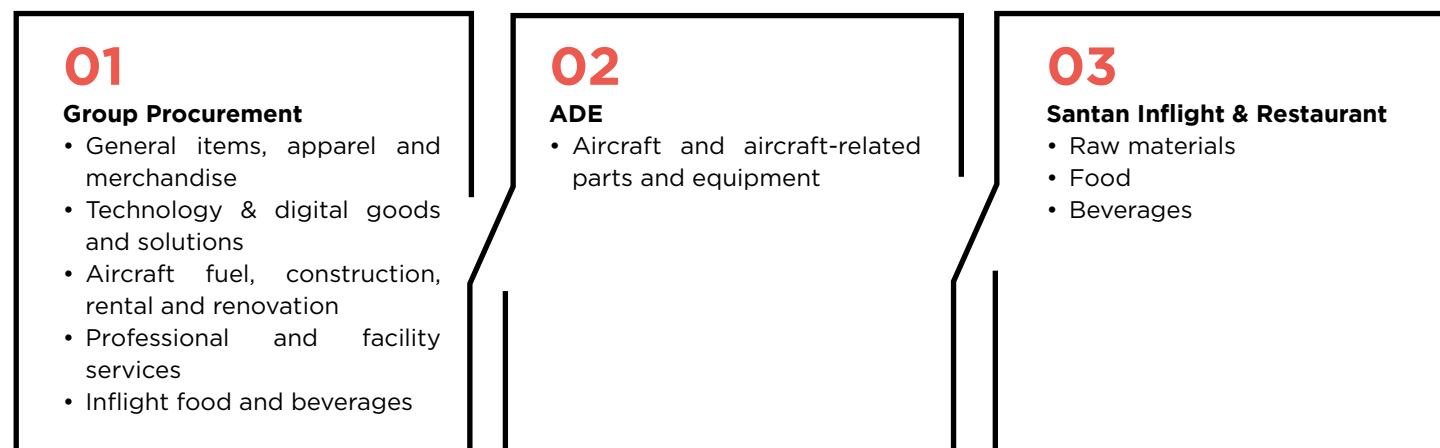 01
Group Procurement
• General items, apparel and
merchandise
• Technology & digital goods
and solutions
• Aircraft fuel, construction,
rental and renovation
• Professional and facility
services
• Inflight food and beverages
02
ADE
• Aircraft and aircraft-related
parts and equipment
03
Santan Inflight & Restaurant
• Raw materials
• Food
• Beverages